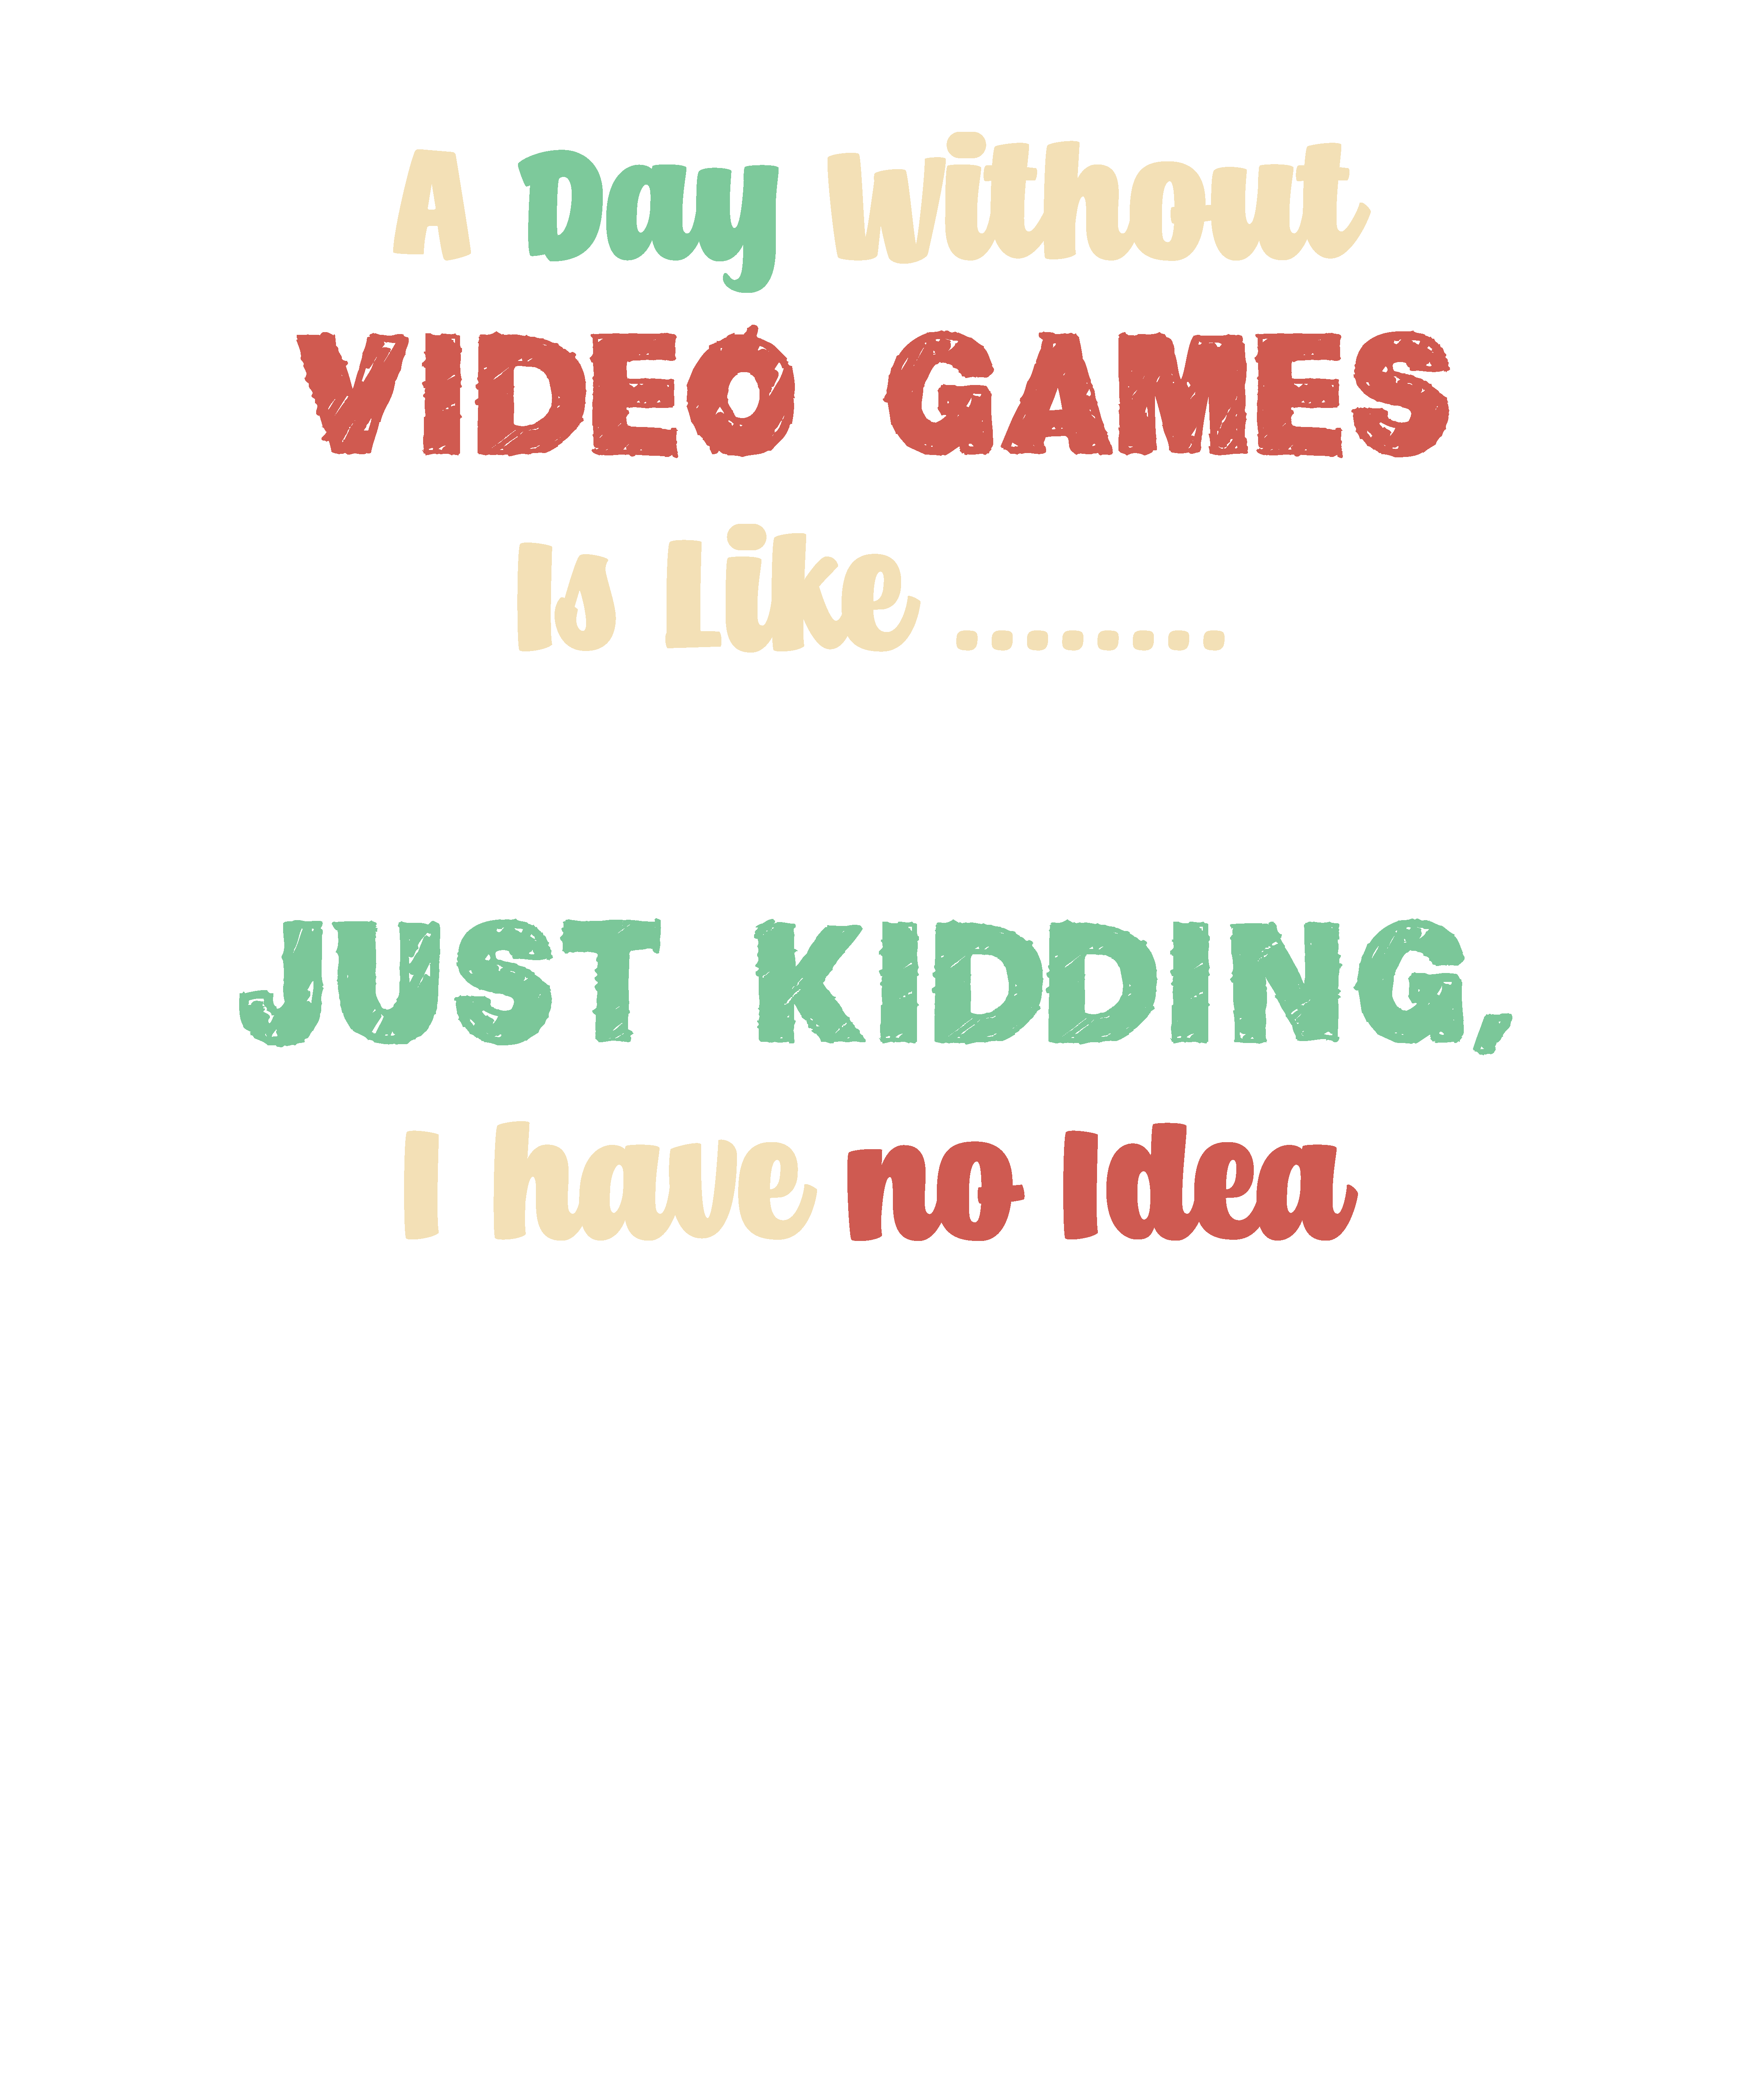 A Day Without
VIDEO GAMES
Is Like ........
JUST KIDDING,
I have no Idea